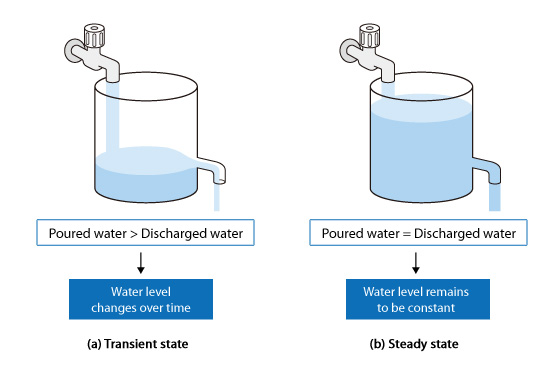 Poured water > Discharged water
Water level
changes over time
(a) Transient state
Poured water = Discharged water
Water level remains
to be constant
(b) Steady state